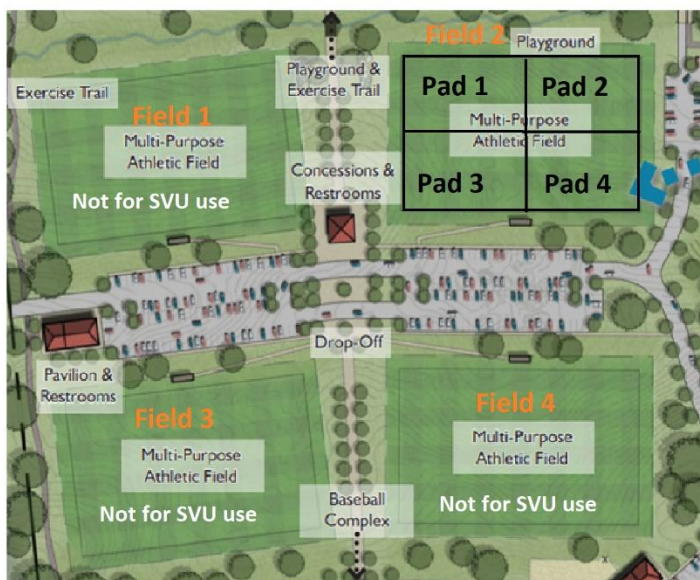 Field 2
Playground
Exercise Trail
Playground &
Exercise Trail
Field 1
Multi-Purpose
Athletic Field
Not for SVU use
Pad 1
Pad 2
Multi-Purpose
Athletic Field
Pad 3
Pad 4
Concessions &
Restrooms
Drop-Off
Pavilion &
Restrooms
Field 3
Multi-Purpose
Athletic Field
Not for SVU use
Field 4
Multi-Purpose
Athletic Field
Not for SVU use
Baseball
Complex
x